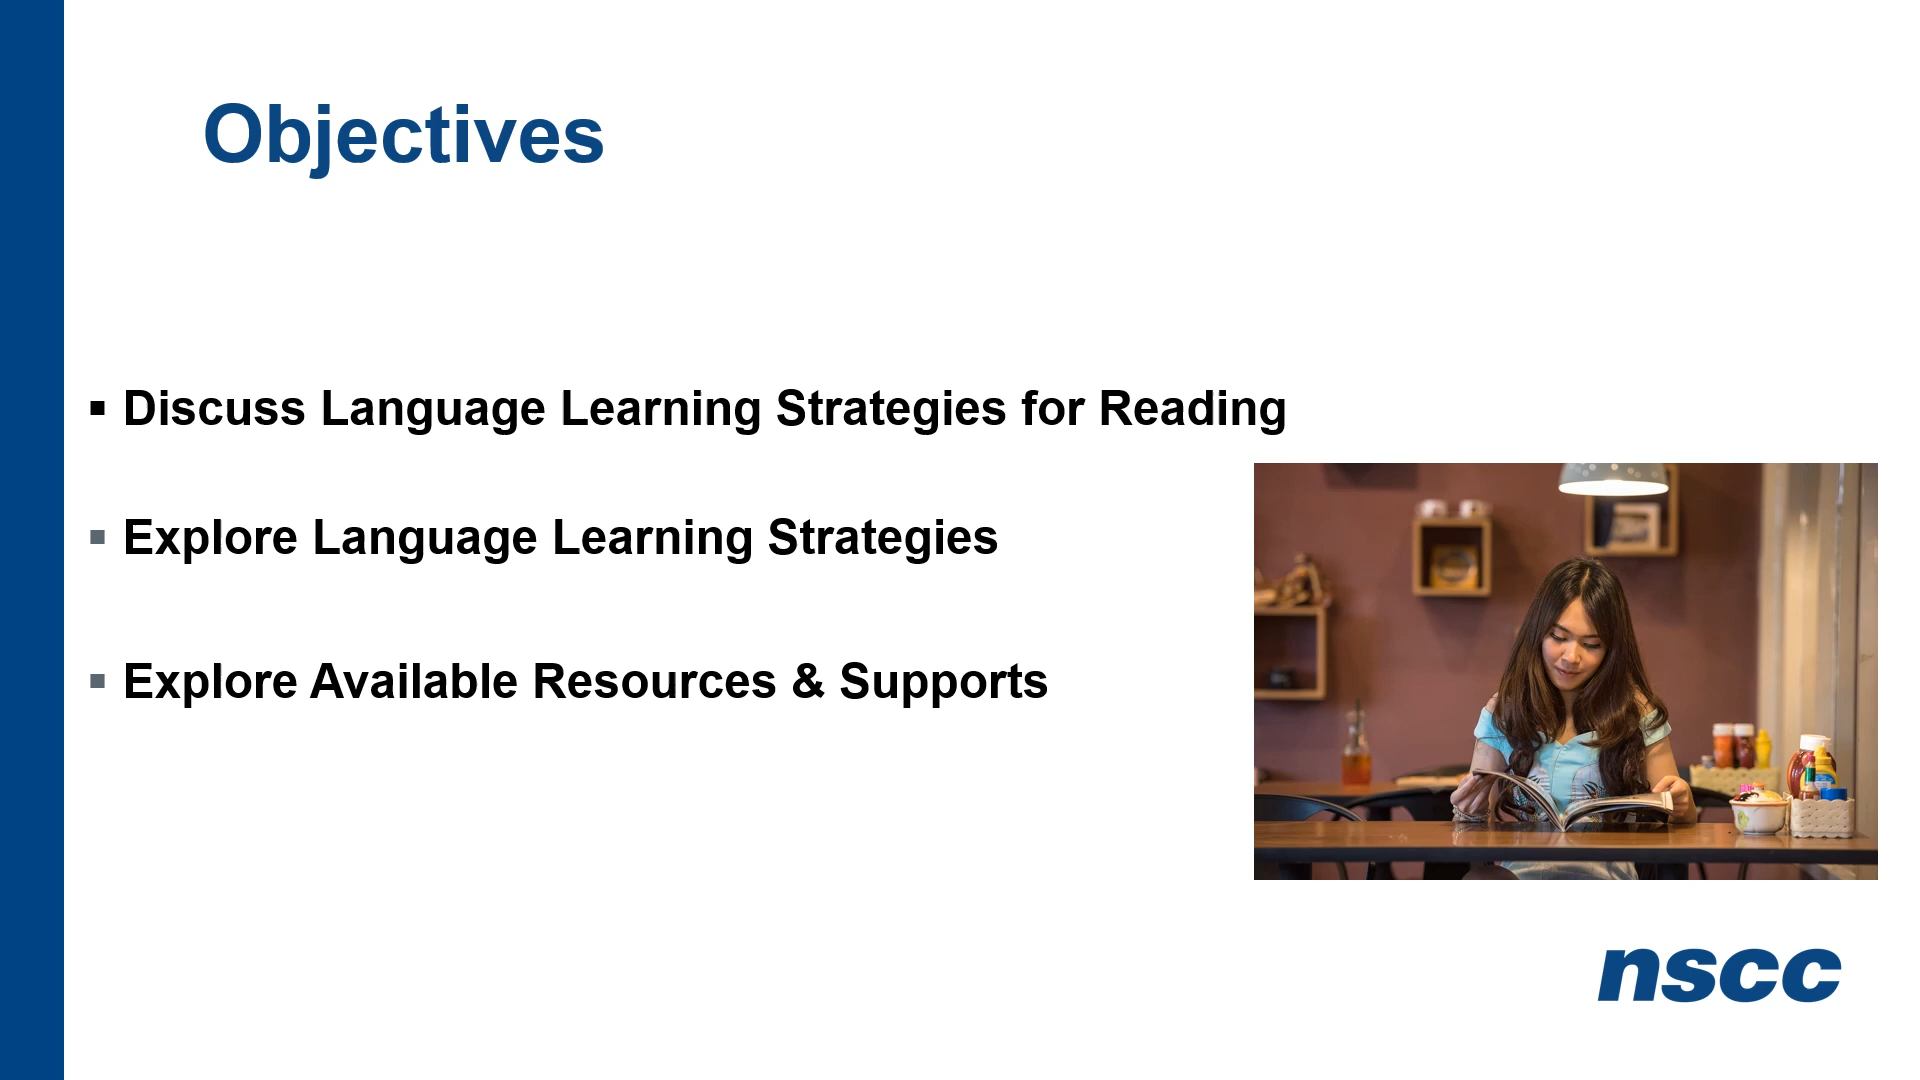 Objectives
▪ Discuss Language Learning Strategies for Reading
▪ Explore Language Learning Strategies
▪ Explore Available Resources & Supports
nscc